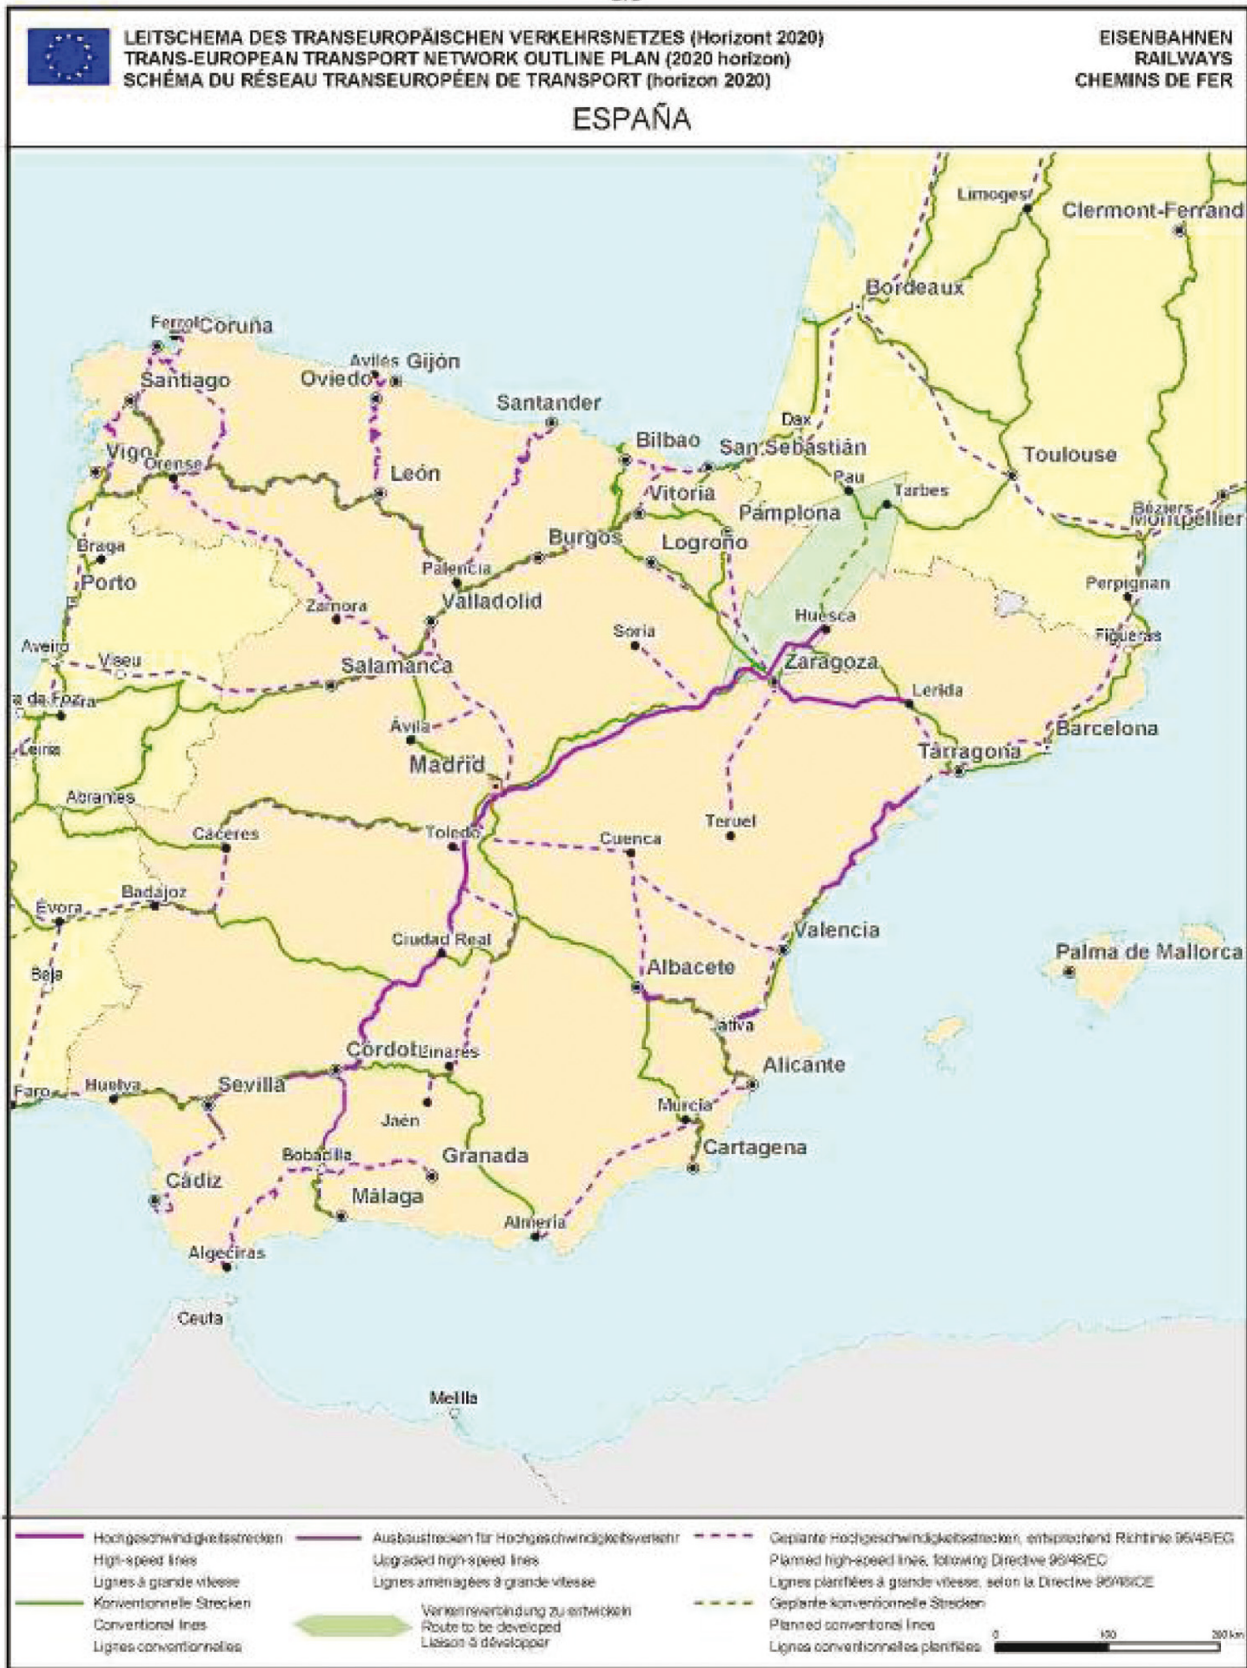 LEITSCHEMA DES TRANSEUROPÄISCHEN VERKEHRSNETZES (Horizont 2020)
TRANS-EUROPEAN TRANSPORT NETWORK OUTLINE PLAN (2020 horizon)
SCHÉMA DU RÉSEAU TRANSEUROPÉEN DE TRANSPORT (horizon 2020)
EISENBAHNEN
RAILWAYS
CHEMINS DE FER
ESPAÑA
Limoges
Clermont-Ferrand
Bordeaux
Ferrol
Coruña
Avilés
Gijón
Santiago
Oviedo
Santander
Dax
Bilbao
San Sebastián
Toulouse
Vigo
Orense
León
Pau
Tarbes
Vitoria
Pamplona
Béziers
Montpellier
Burgos
Logroño
Braga
Porto
Palencia
Perpignan
Zamora
Valladolid
Huesca
Soria
Figueras
Aveiro
Viseu
Salamanca
Zaragoza
Lerida
a da Foz
Ávila
Barcelona
Leiria
Madrid
Tarragona
Abrantes
Cáceres
Toledo
Cuenca
Teruel
Badajoz
Évora
Ciudad Real
Valencia
Palma de Mallorca
Beja
Albacete
Játiva
Linares
Alicante
Faro
Huelva
Sevilla
Jaén
Murcia
Bobadilla
Granada
Cartagena
Cádiz
Málaga
Almería
Algeciras
Ceuta
Melilla
Hochgeschwindigkeitsstrecken
High-speed lines
Lignes à grande vitesse
Konventionelle Strecken
Conventional lines
Lignes conventionnelles
Ausbaustrecken für Hochgeschwindigkeitsverkehr
Upgraded high-speed lines
Lignes aménagées à grande vitesse
Verkehrsverbindung zu entwickeln
Route to be developed
Liaison à développer
Geplante Hochgeschwindigkeitsstrecken, entsprechend Richtlinie 96/48/EG
Planned high-speed lines, following Directive 96/48/EC
Lignes planifiées à grande vitesse, selon la Directive 96/48/CE
Geplante konventionelle Strecken
Planned conventional lines
Lignes conventionnelles planifiées
0 100 200 km